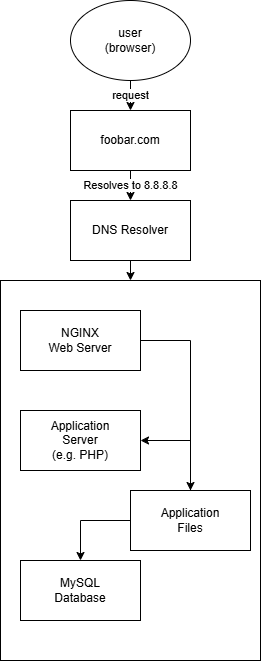 user
(browser)
request
foobar.com
Resolves to 8.8.8.8
DNS Resolver
NGINX
Web Server
Application
Server
(e.g. PHP)
Application
Files
MySQL
Database